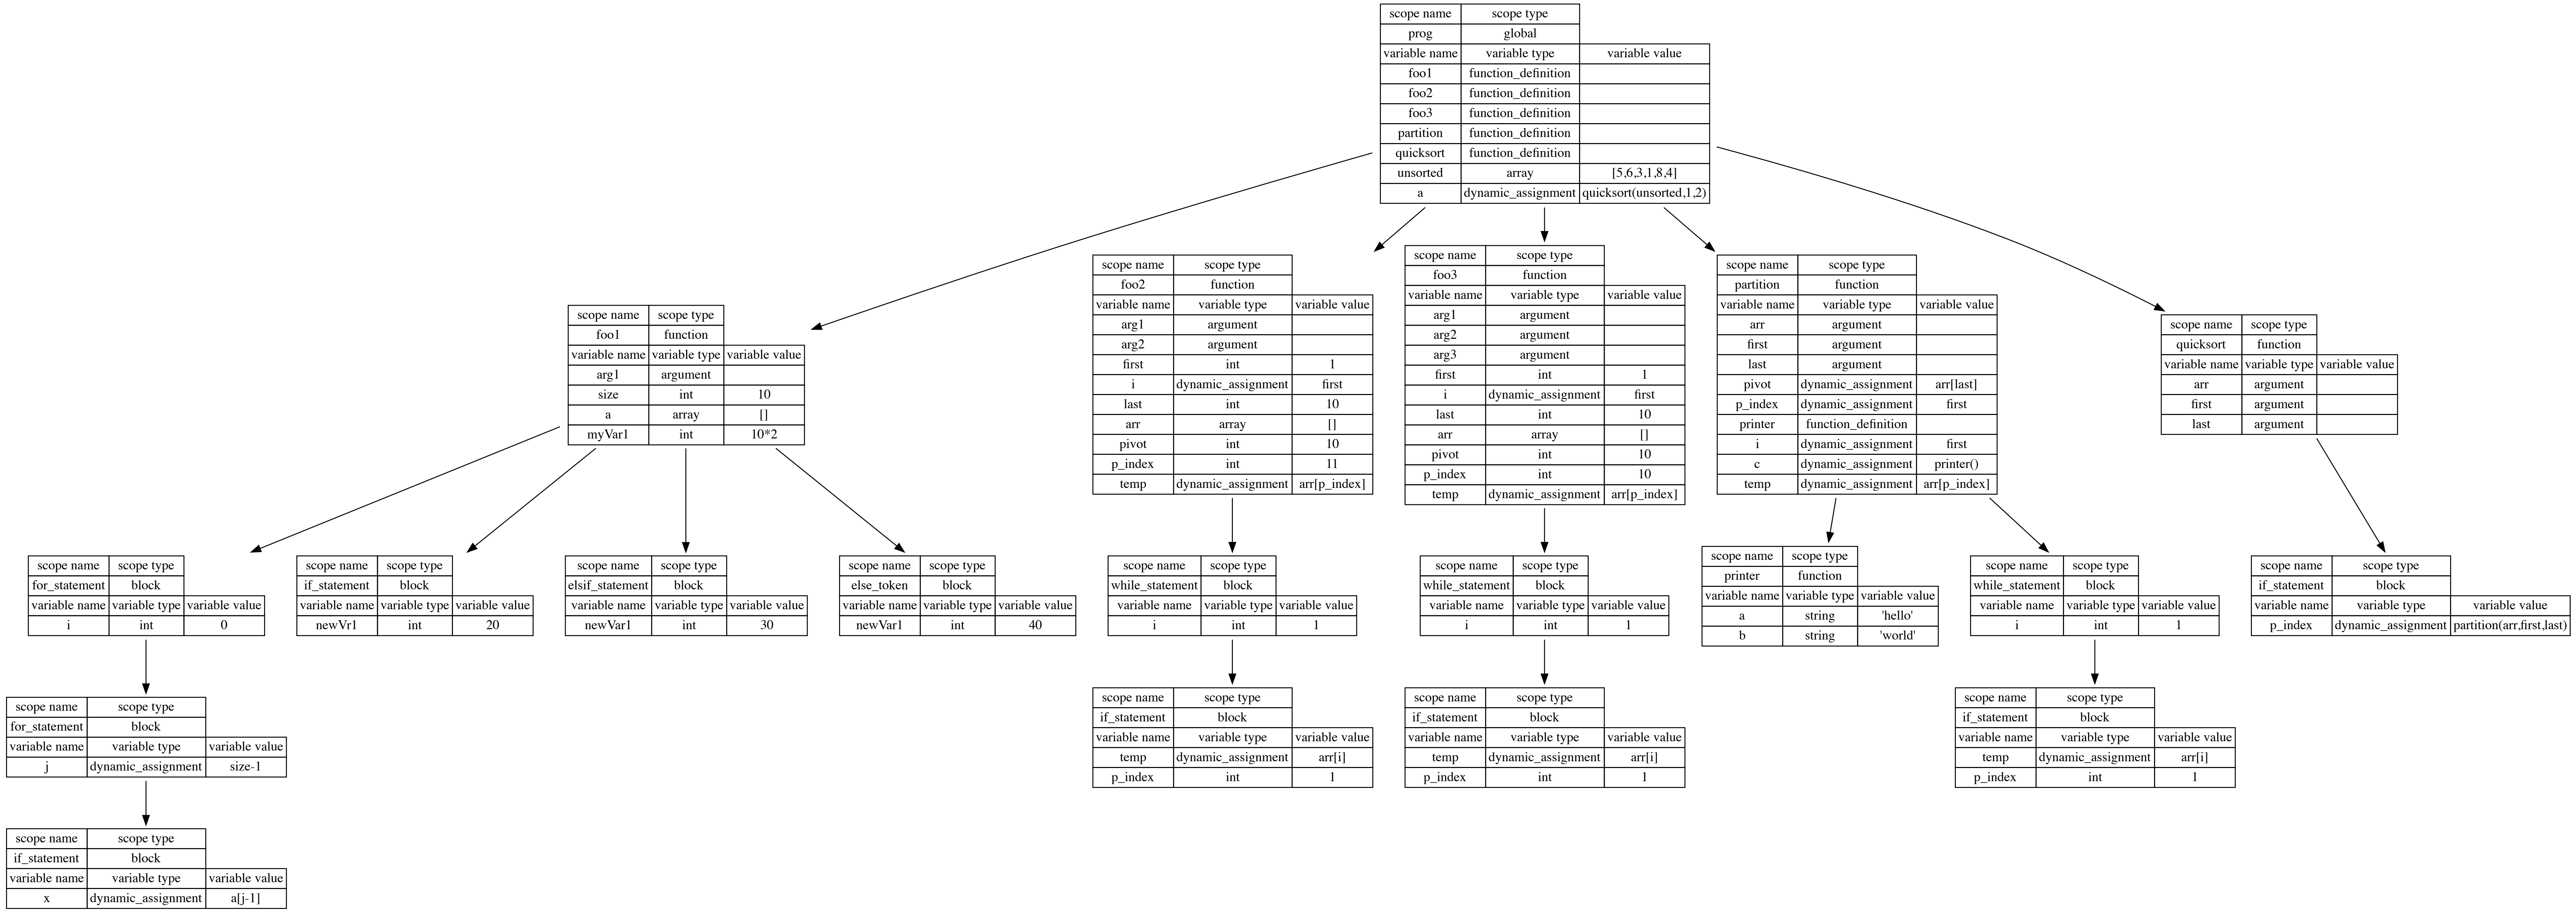 scope name scope type
prog global
variable name variable type variable value
foo1 function_definition
foo2 function_definition
foo3 function_definition
partition function_definition
quicksort function_definition
unsorted array [5,6,3,1,8,4]
a dynamic_assignment quicksort(unsorted,1,2)
scope name scope type
foo1 function
variable name variable type variable value
arg1 argument
size int 10
a array []
myVar1 int 10*2
scope name scope type
foo2 function
variable name variable type variable value
arg1 argument
arg2 argument
first int 1
i dynamic_assignment first
last int 10
arr array []
pivot int 10
p_index int 11
temp dynamic_assignment arr[p_index]
scope name scope type
foo3 function
variable name variable type variable value
arg1 argument
arg2 argument
arg3 argument
first int 1
i dynamic_assignment first
last int 10
arr array []
pivot int 10
p_index int 10
temp dynamic_assignment arr[p_index]
scope name scope type
partition function
variable name variable type variable value
arr argument
first argument
last argument
pivot dynamic_assignment arr[last]
p_index dynamic_assignment first
printer function_definition
i dynamic_assignment first
c dynamic_assignment printer()
temp dynamic_assignment arr[p_index]
scope name scope type
quicksort function
variable name variable type variable value
arr argument
first argument
last argument
scope name scope type
for_statement block
variable name variable type variable value
i int 0
scope name scope type
if_statement block
variable name variable type variable value
newVr1 int 20
scope name scope type
elsif_statement block
variable name variable type variable value
newVar1 int 30
scope name scope type
else_token block
variable name variable type variable value
newVar1 int 40
scope name scope type
while_statement block
variable name variable type variable value
i int 1
scope name scope type
while_statement block
variable name variable type variable value
i int 1
scope name scope type
printer function
variable name variable type variable value
a string 'hello'
b string 'world'
scope name scope type
while_statement block
variable name variable type variable value
i int 1
scope name scope type
if_statement block
variable name variable type variable value
p_index dynamic_assignment partition(arr,first,last)
scope name scope type
for_statement block
variable name variable type variable value
j dynamic_assignment size-1
scope name scope type
if_statement block
variable name variable type variable value
temp dynamic_assignment arr[i]
p_index int 1
scope name scope type
if_statement block
variable name variable type variable value
temp dynamic_assignment arr[i]
p_index int 1
scope name scope type
if_statement block
variable name variable type variable value
temp dynamic_assignment arr[i]
p_index int 1
scope name scope type
if_statement block
variable name variable type variable value
x dynamic_assignment a[j-1]